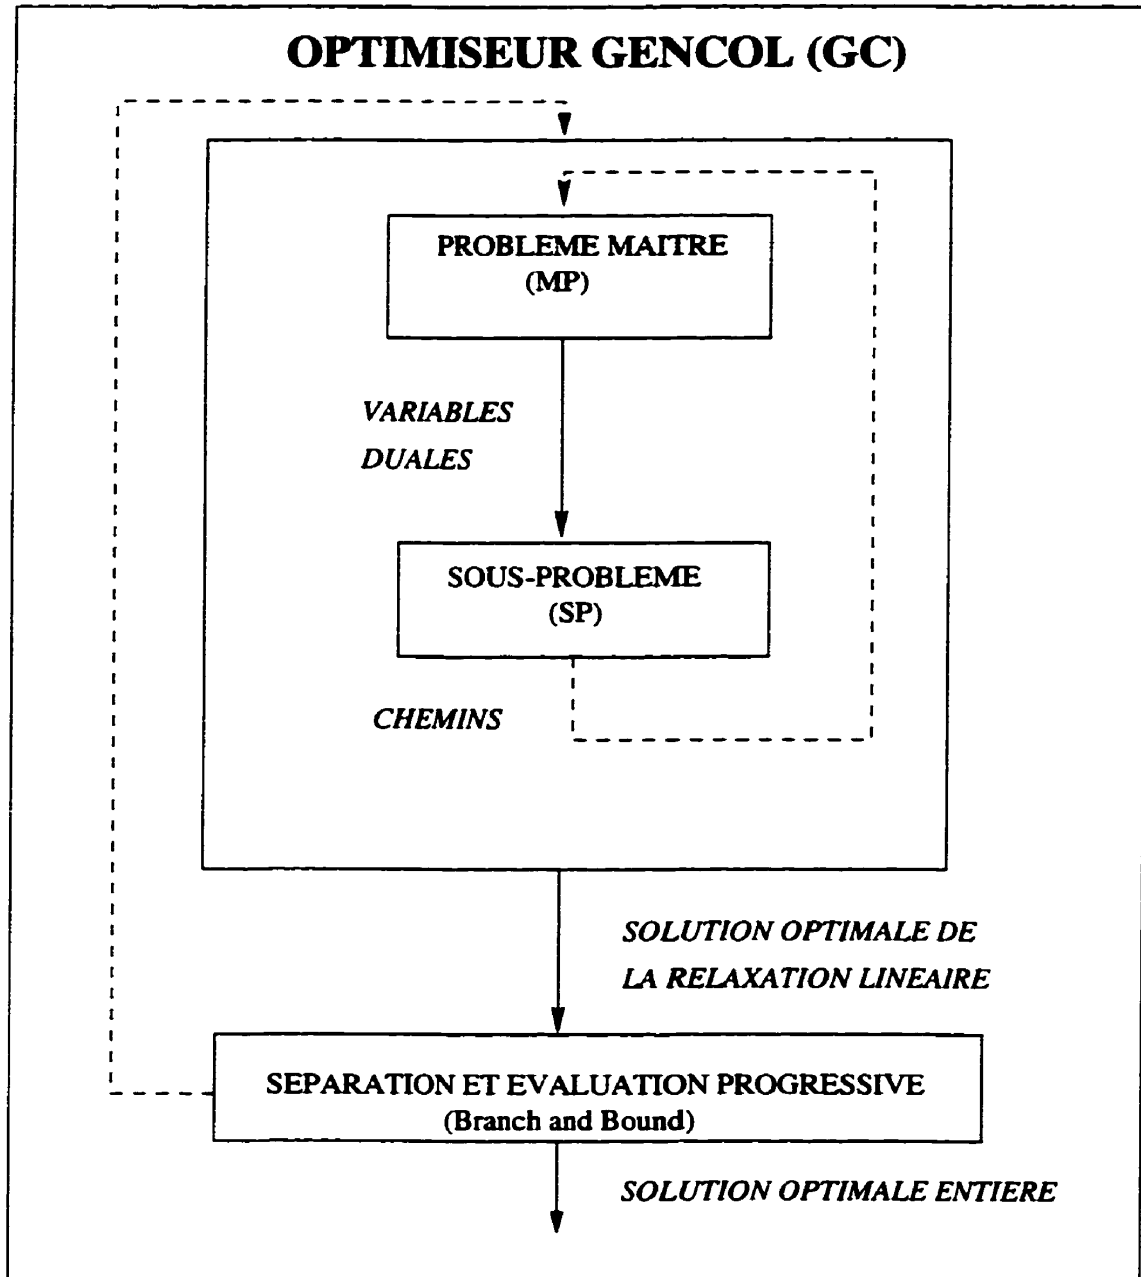 OPTIMISEUR GENCOL (GC)
PROBLEME MAITRE
(MP)
VARIABLES
DUALES
SOUS-PROBLEME
(SP)
CHEMINS
SOLUTION OPTIMALE DE
LA RELAXATION LINEAIRE
SEPARATION ET EVALUATION PROGRESSIVE
(Branch and Bound)
SOLUTION OPTIMALE ENTIERE